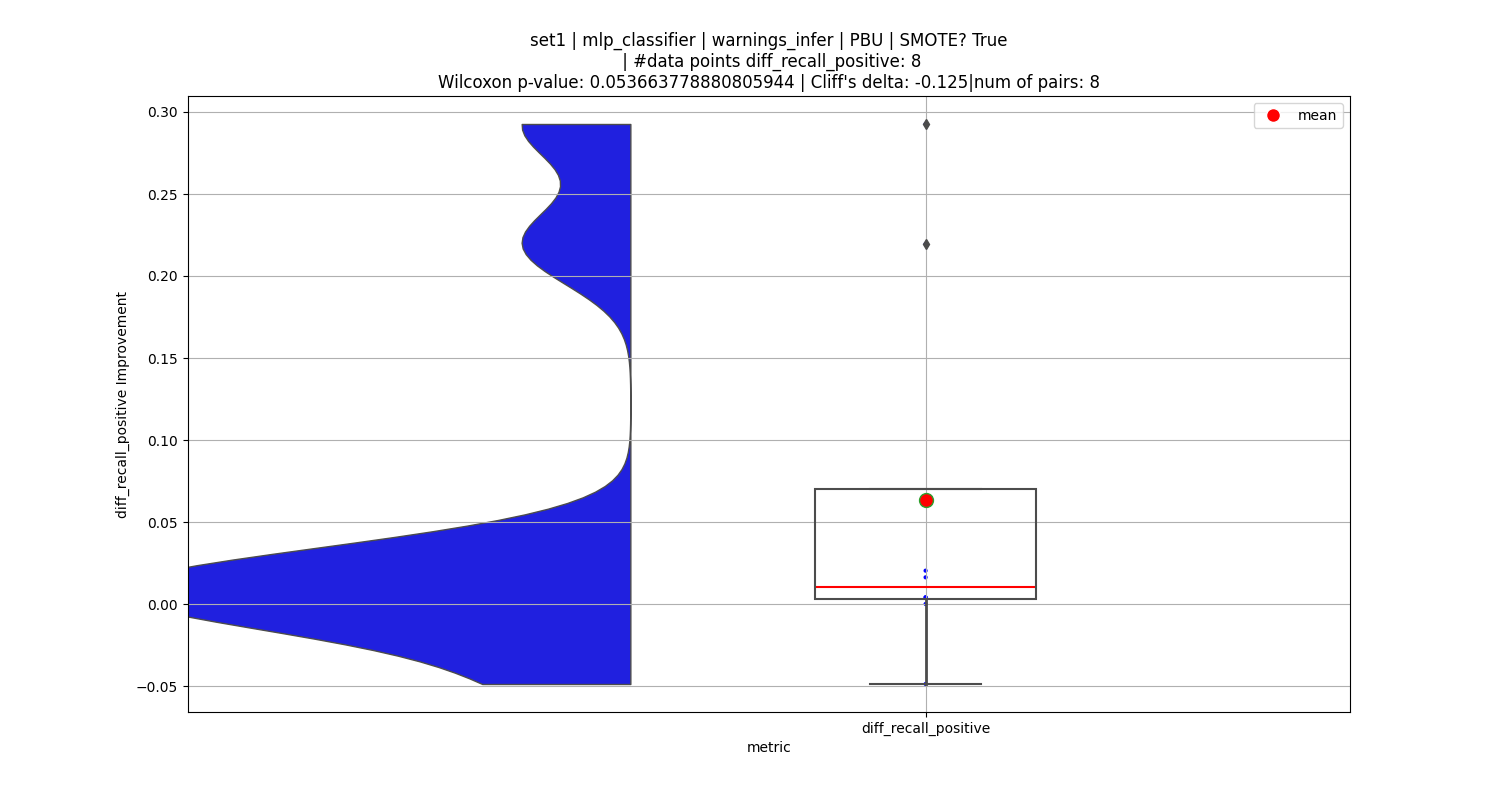 set1 | mlp_classifier | warnings_infer | PBU | SMOTE? True
| #data points diff_recall_positive: 8
Wilcoxon p-value: 0.053663778880805944 | Cliff's delta: -0.125|num of pairs: 8
mean
0.30
0.25
0.20
0.15
0.10
0.05
0.00
−0.05
diff_recall_positive Improvement
diff_recall_positive
metric